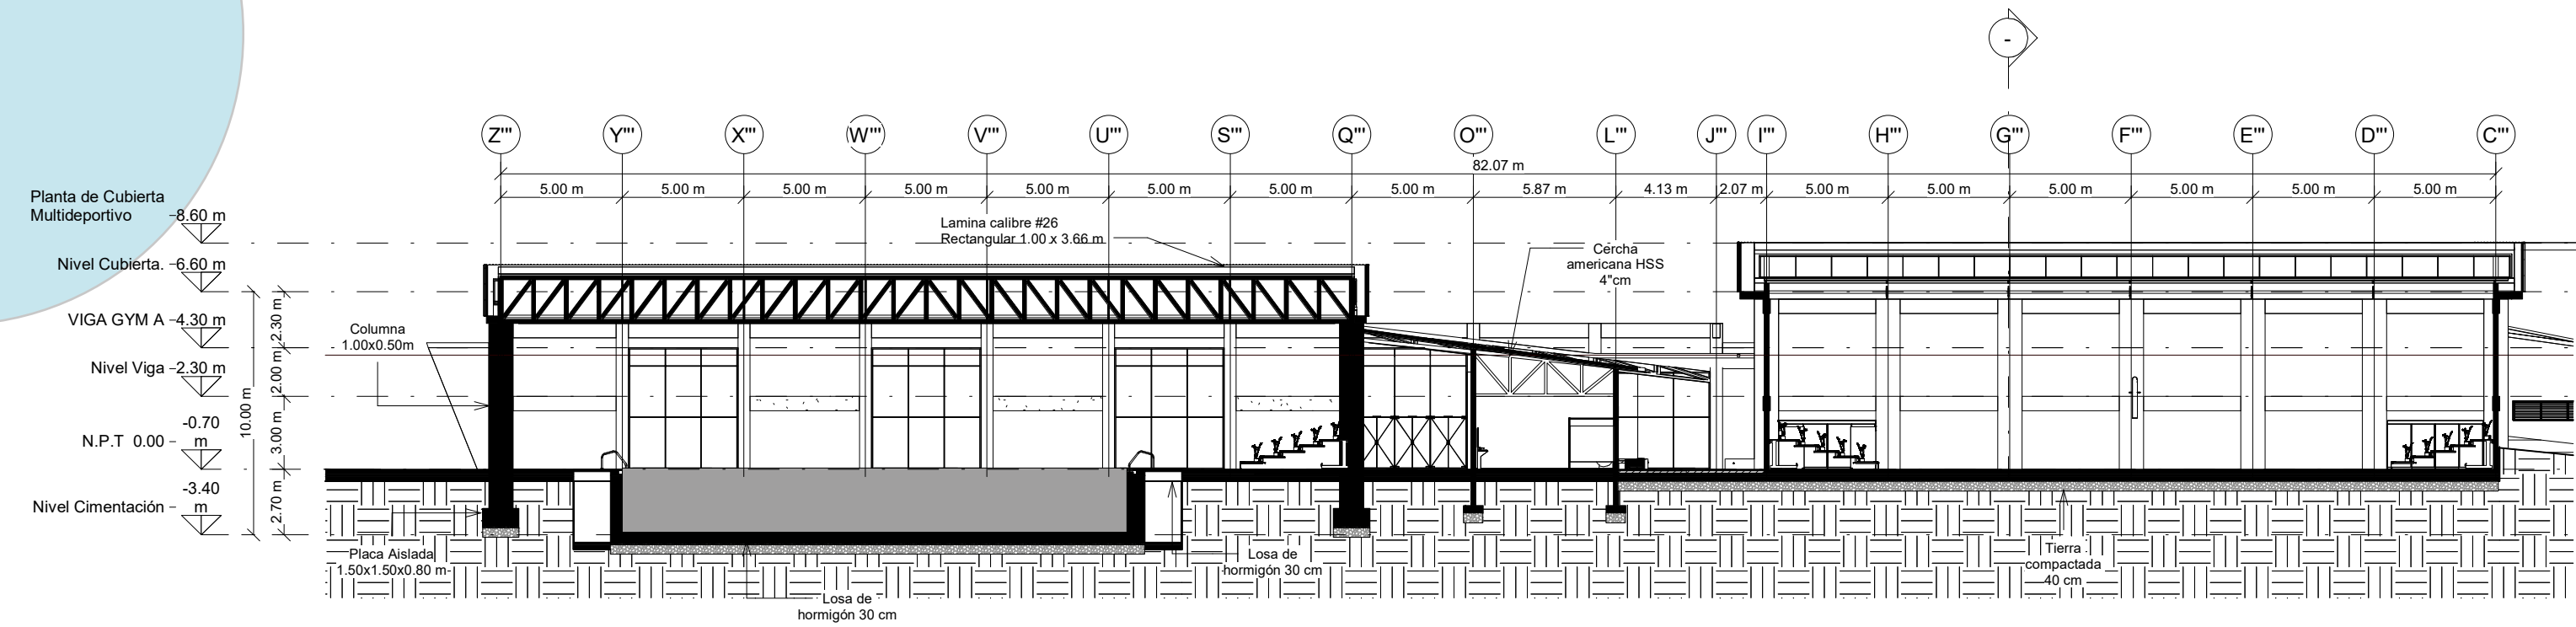 -
Z''' Y''' X''' W''' V''' U''' S''' Q''' O''' L''' J''' I''' H''' G''' F''' E''' D''' C'''
82.07 m
5.00 m 5.00 m 5.00 m 5.00 m 5.00 m 5.00 m 5.00 m 5.00 m 5.87 m 4.13 m 2.07 m 5.00 m 5.00 m 5.00 m 5.00 m 5.00 m 5.00 m
Planta de Cubierta
Multideportivo
8.60 m
Nivel Cubierta. 6.60 m
VIGA GYM A 4.30 m
Nivel Viga 2.30 m
-0.70
m
N.P.T 0.00
-3.40
m
Nivel Cimentación
10.00 m
2.30 m
2.00 m
3.00 m
2.70 m
Lamina calibre #26
Rectangular 1.00 x 3.66 m
Cercha
americana HSS
4"cm
Columna
1.00x0.50m
Placa Aislada
1.50x1.50x0.80 m
Losa de
hormigón 30 cm
Losa de
hormigón 30 cm
Tierra
compactada
40 cm